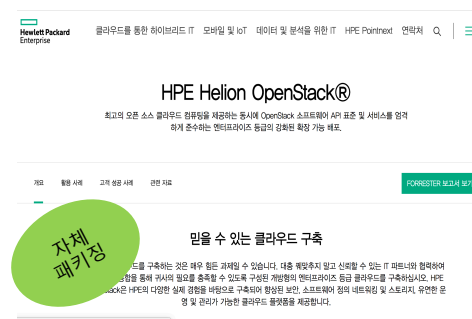 Hewlett Packard
Enterprise
클라우드를 통한 하이브리드 IT 모바일 및 IoT 데이터 및 분석을 위한 IT HPE Pointnext 연락처
HPE Helion OpenStack®
최고의 오픈 소스 클라우드 컴퓨팅을 제공하는 동시에 OpenStack 소프트웨어 API 표준 및 서비스를 엄격
하게 준수하는 엔터프라이즈 등급의 강화된 확장 가능 배포.
개요 활용 사례 고객 성공 사례 관련 자료 FORRESTER 보고서 보기
자체
패키징
믿을 수 있는 클라우드 구축
드를 구축하는 것은 매우 힘든 과제일 수 있습니다. 대충 꿰맞추지 말고 신뢰할 수 있는 IT 파트너와 협력하여
합을 통해 귀사의 필요를 충족할 수 있도록 구성된 개방형의 엔터프라이즈 등급 클라우드를 구축하십시오. HPE
Stack은 HPE의 다양한 실제 경험을 바탕으로 구축되어 향상된 보안, 소프트웨어 정의 네트워킹 및 스토리지, 유연한 운
영 및 관리가 가능한 클라우드 플랫폼을 제공합니다.